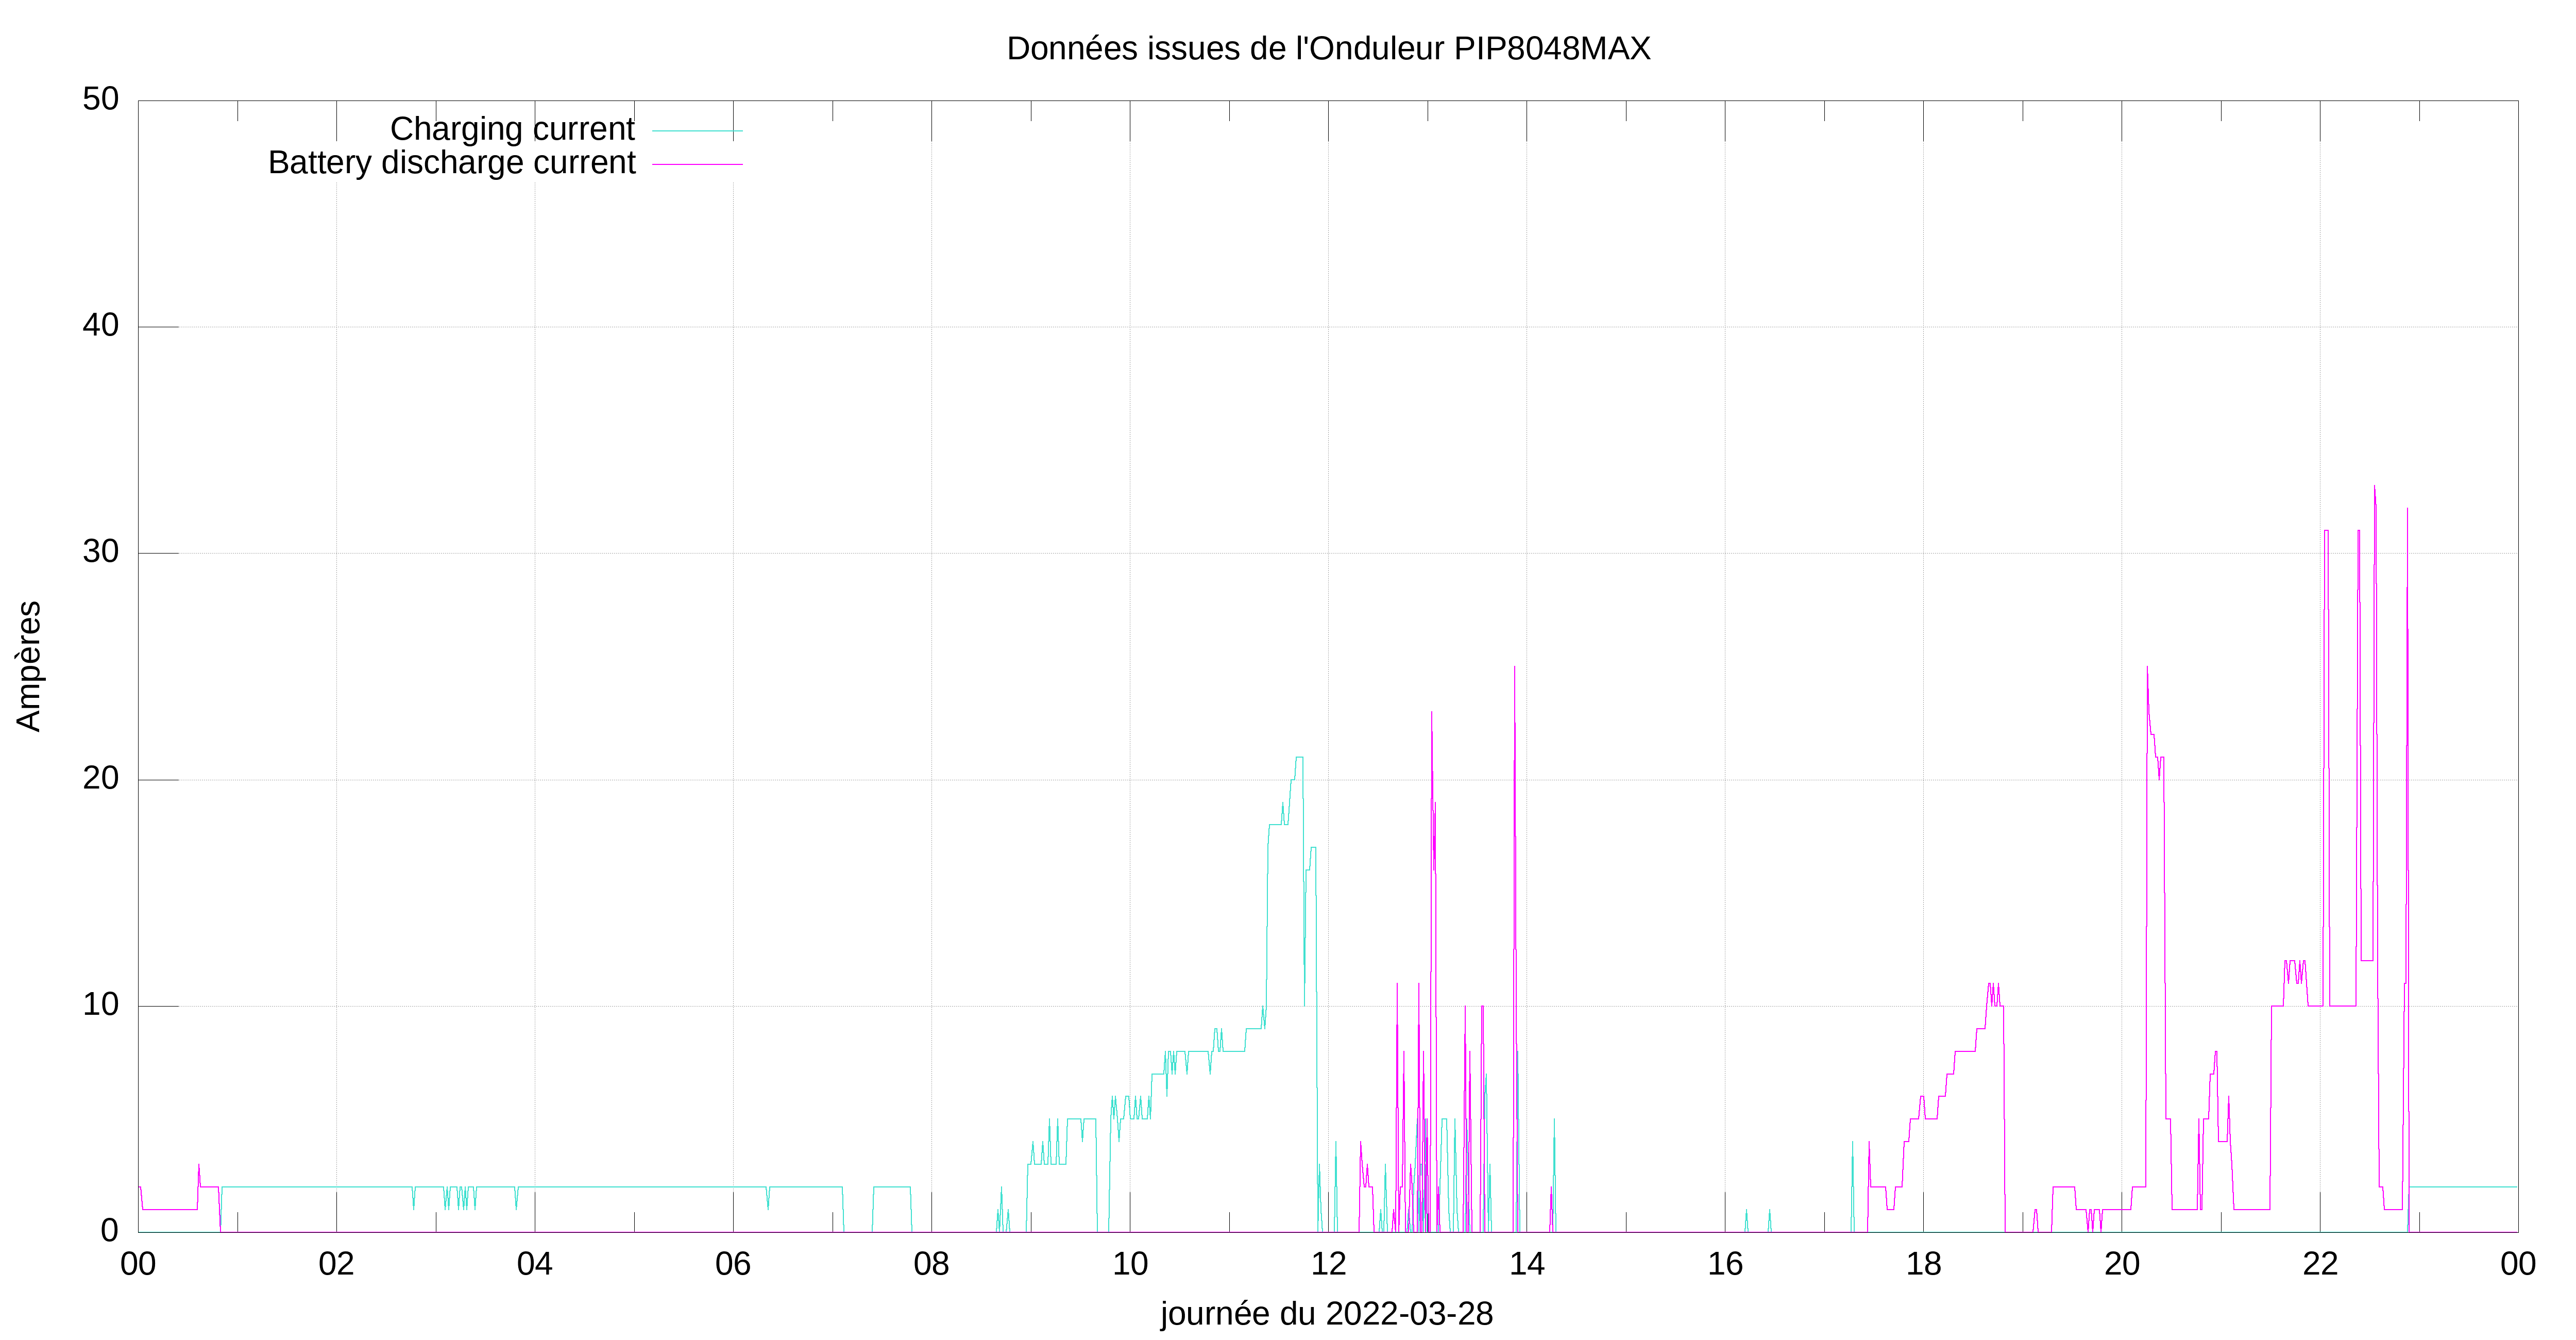 Données issues de l'Onduleur PIP8048MAX
50
Charging current
Battery discharge current
40
30
Ampères
20
10
0
00 02 04 06 08 10 12 14 16 18 20 22 00
journée du 2022-03-28